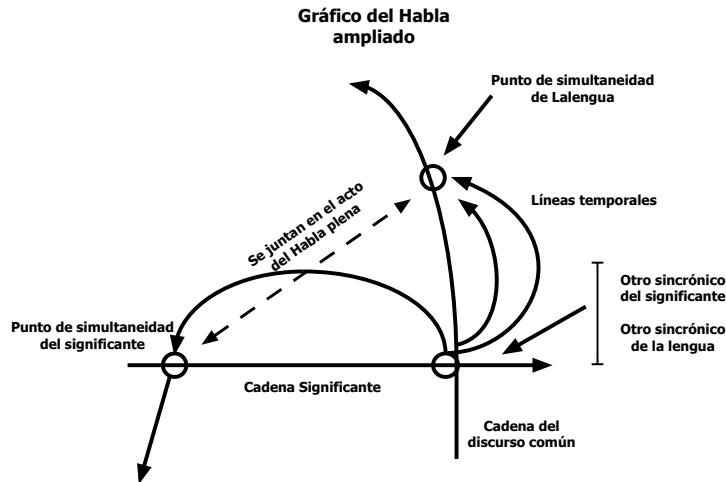 Gráfico del Habla
ampliado
Punto de simultaneidad
de Lalengua
Se juntan en el acto
del Habla plena
Líneas temporales
Otro sincrónico
del significante
Otro sincrónico
de la lengua
Punto de simultaneidad
del significante
Cadena Significante
Cadena del
discurso común